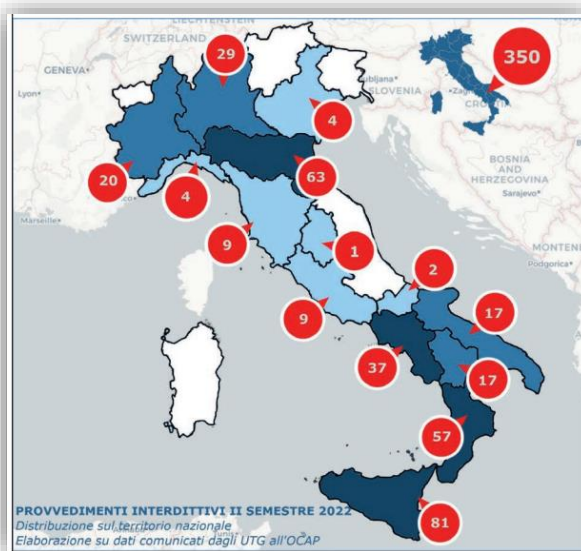 LIECHTENSTEIN
SWITZERLAND
29
350
GENEVA
Lyon
Ljubljana
SLOVENIA
Zag
CROATIA
4
BOSNIA
AND
HERZEGOVINA
Sarajevo
20
4
63
Marseille
MONTEN
Podgorica
9
1
2
9
17
37
17
57
81
PROVVEDIMENTI INTERDITTIVI II SEMESTRE 2022
Distribuzione sul territorio nazionale
Elaborazione su dati comunicati dagli UTG all'OCAP